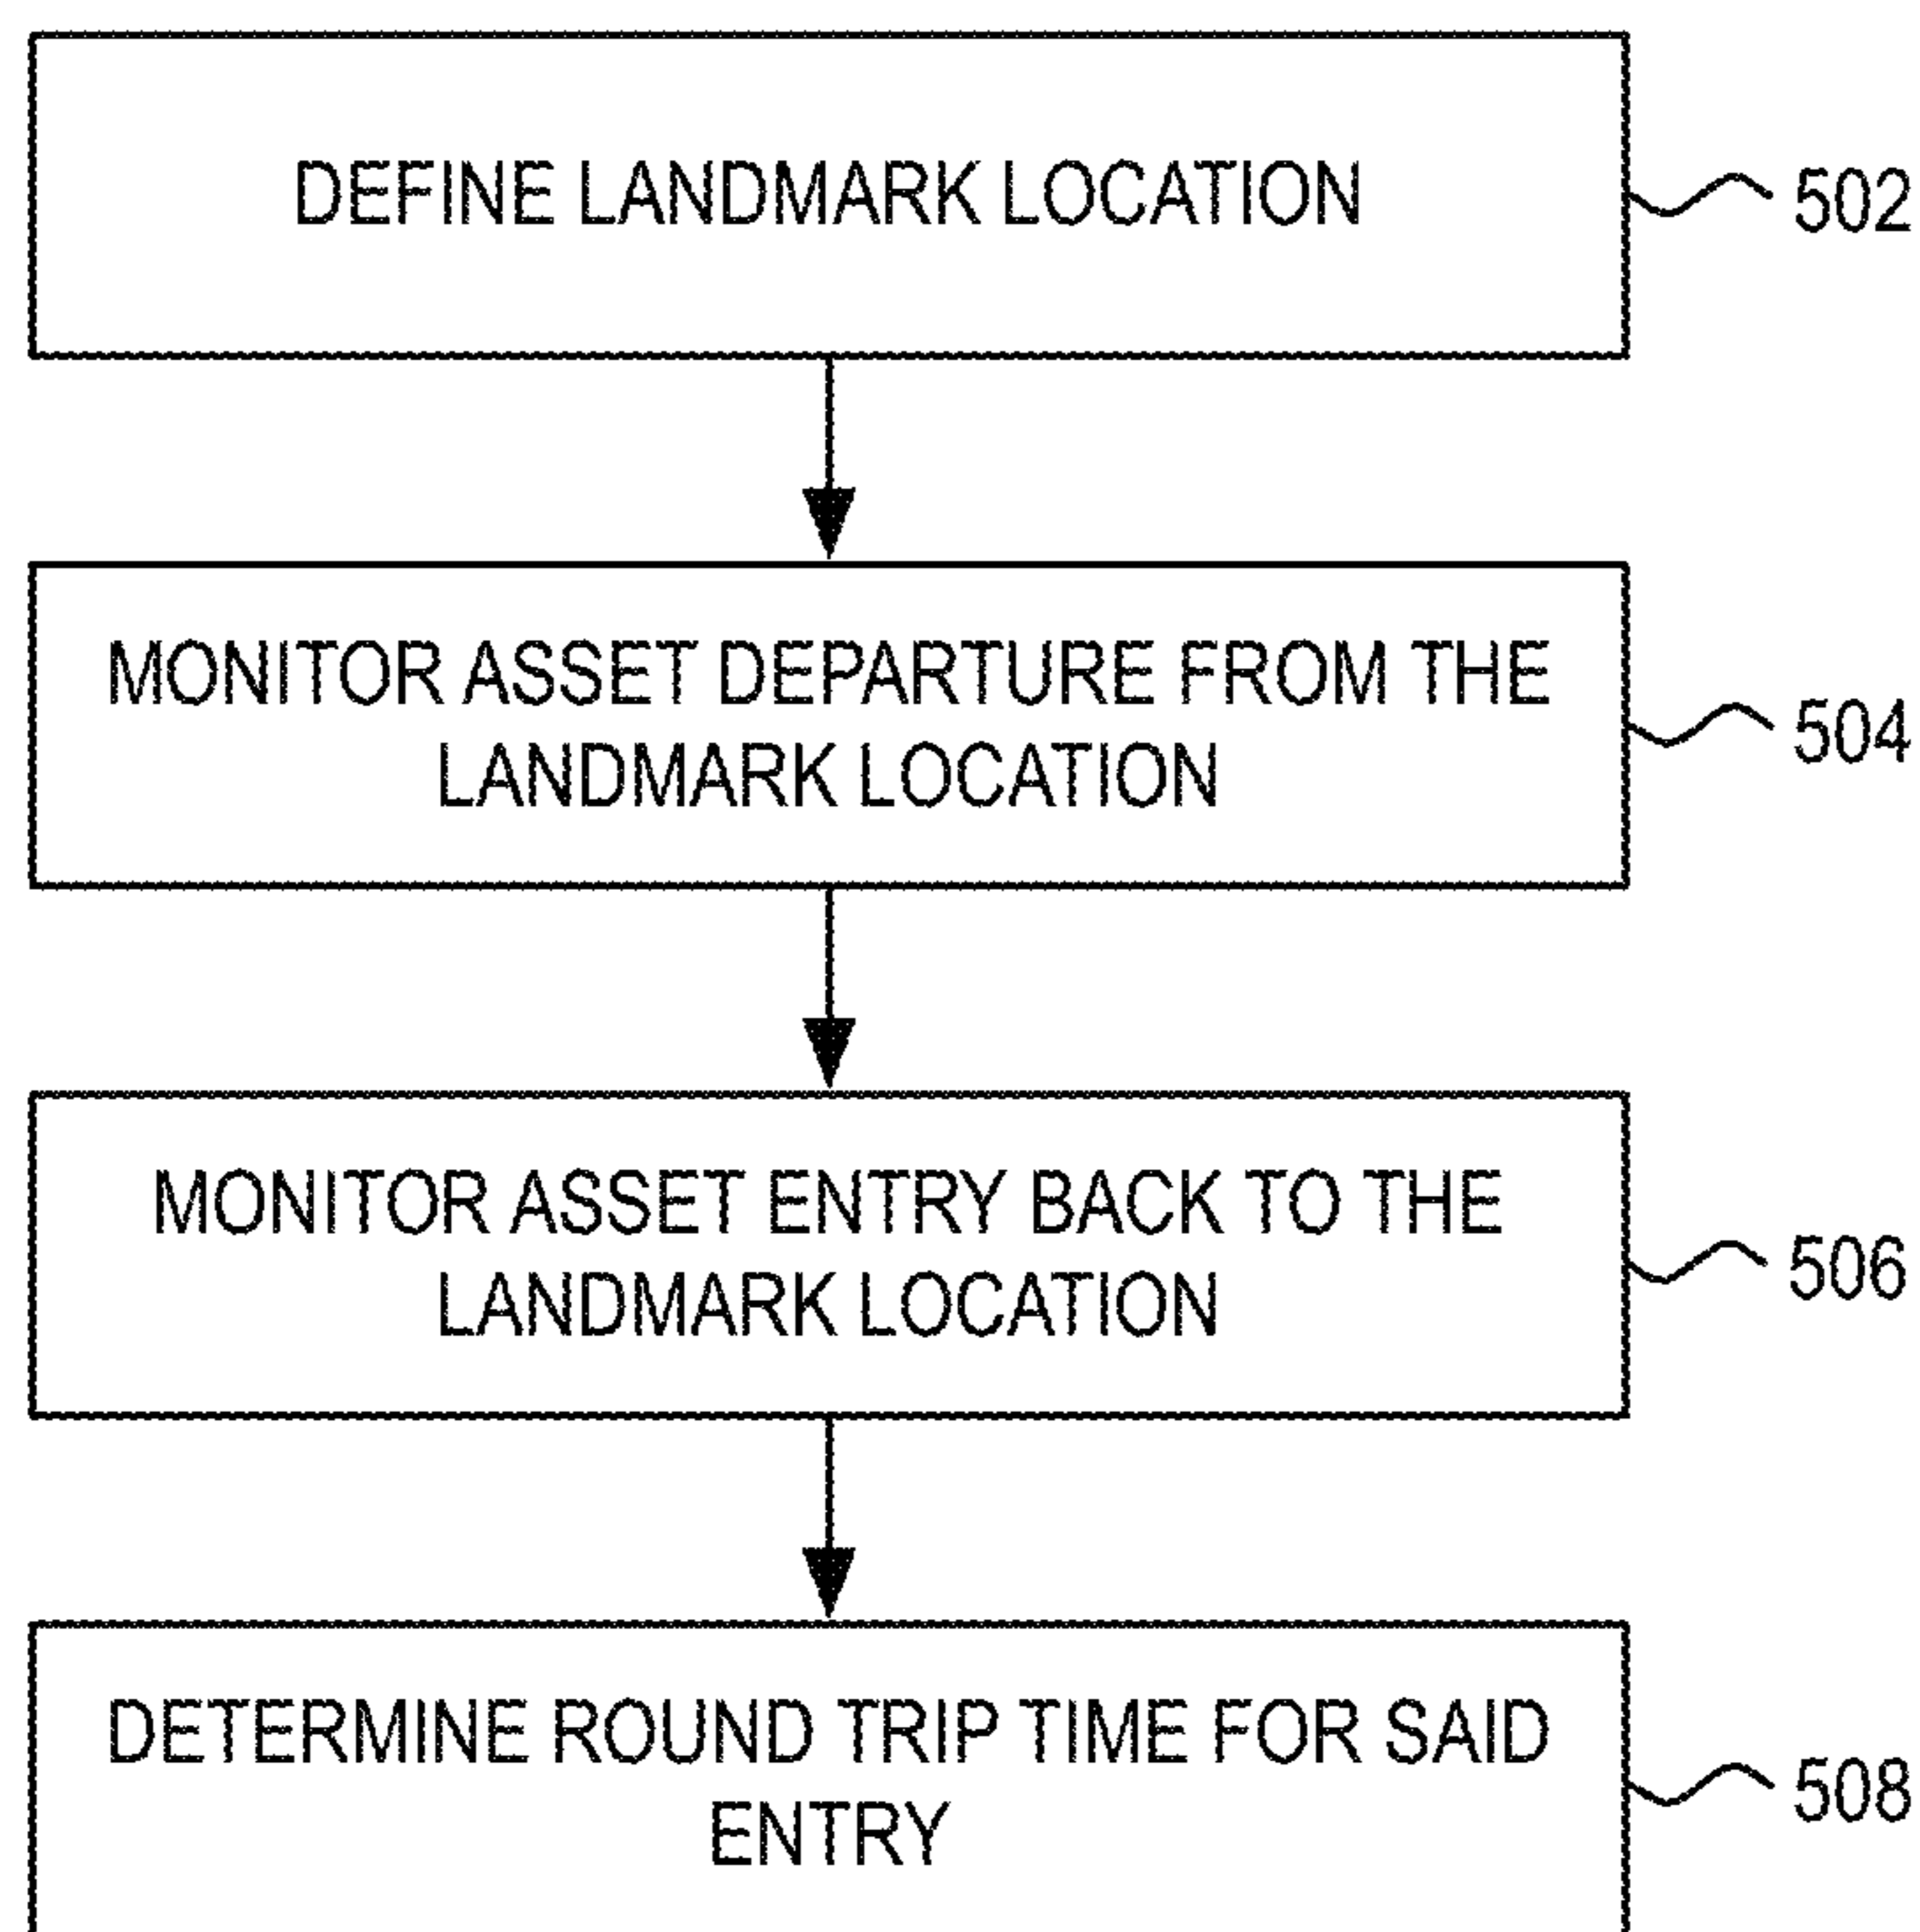 DEFINE LANDMARK LOCATION
502
MONITOR ASSET DEPARTURE FROM THE
LANDMARK LOCATION
504
MONITOR ASSET ENTRY BACK TO THE
LANDMARK LOCATION
506
DETERMINE ROUND TRIP TIME FOR SAID
ENTRY
508